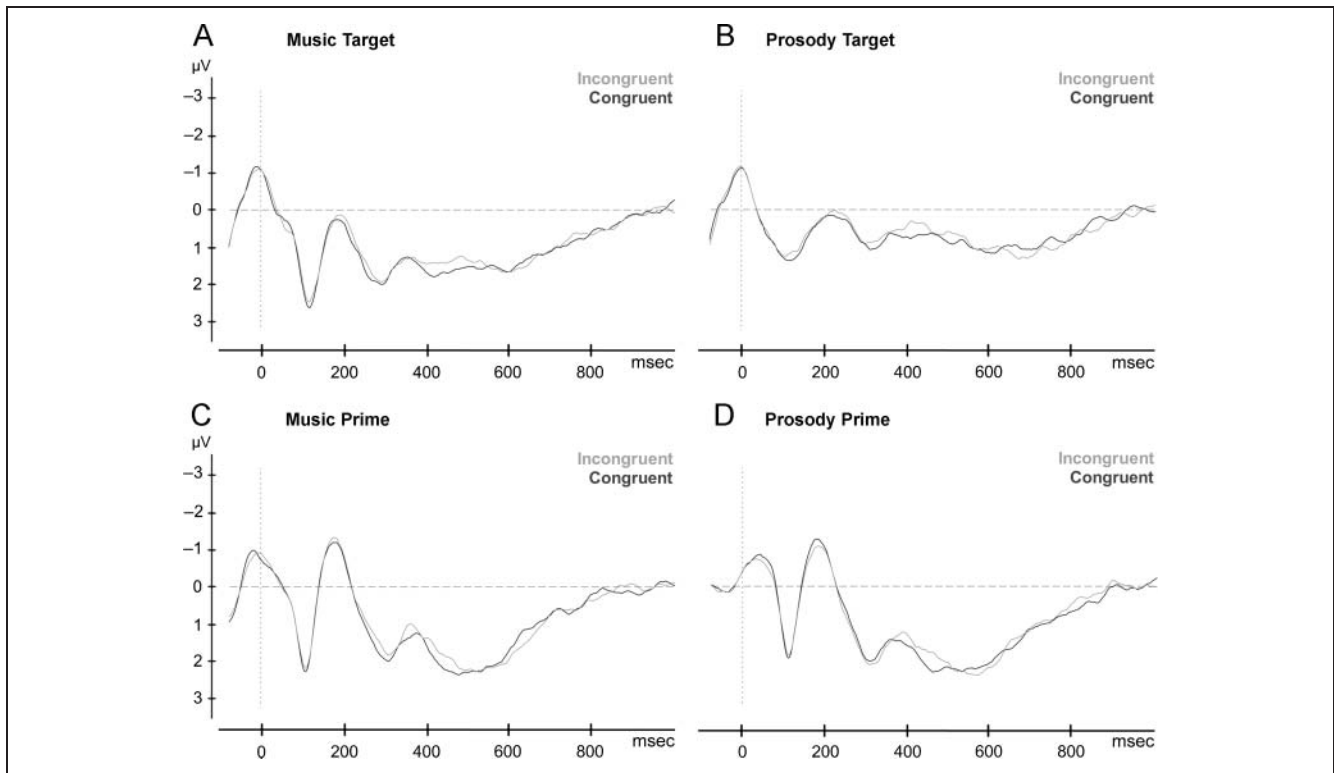 A Music Target
µV
Incongruent
Congruent
–3
–2
–1
0
1
2
3
0 200 400 600 800 msec
B Prosody Target
Incongruent
Congruent
0 200 400 600 800 msec
C Music Prime
µV
Incongruent
Congruent
–3
–2
–1
0
1
2
3
0 200 400 600 800 msec
D Prosody Prime
Incongruent
Congruent
0 200 400 600 800 msec